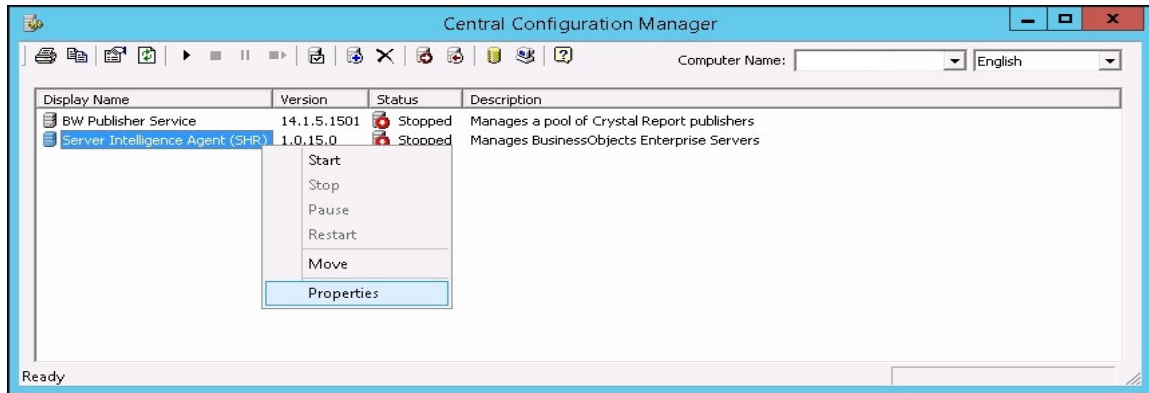 Central Configuration Manager
Computer Name: English
Display Name Version Status Description
BW Publisher Service 14.1.5.1501 Stopped Manages a pool of Crystal Report publishers
Server Intelligence Agent (SHR) 1.0.15.0 Stopped Manages BusinessObjects Enterprise Servers
Start
Stop
Pause
Restart
Move
Properties
Ready